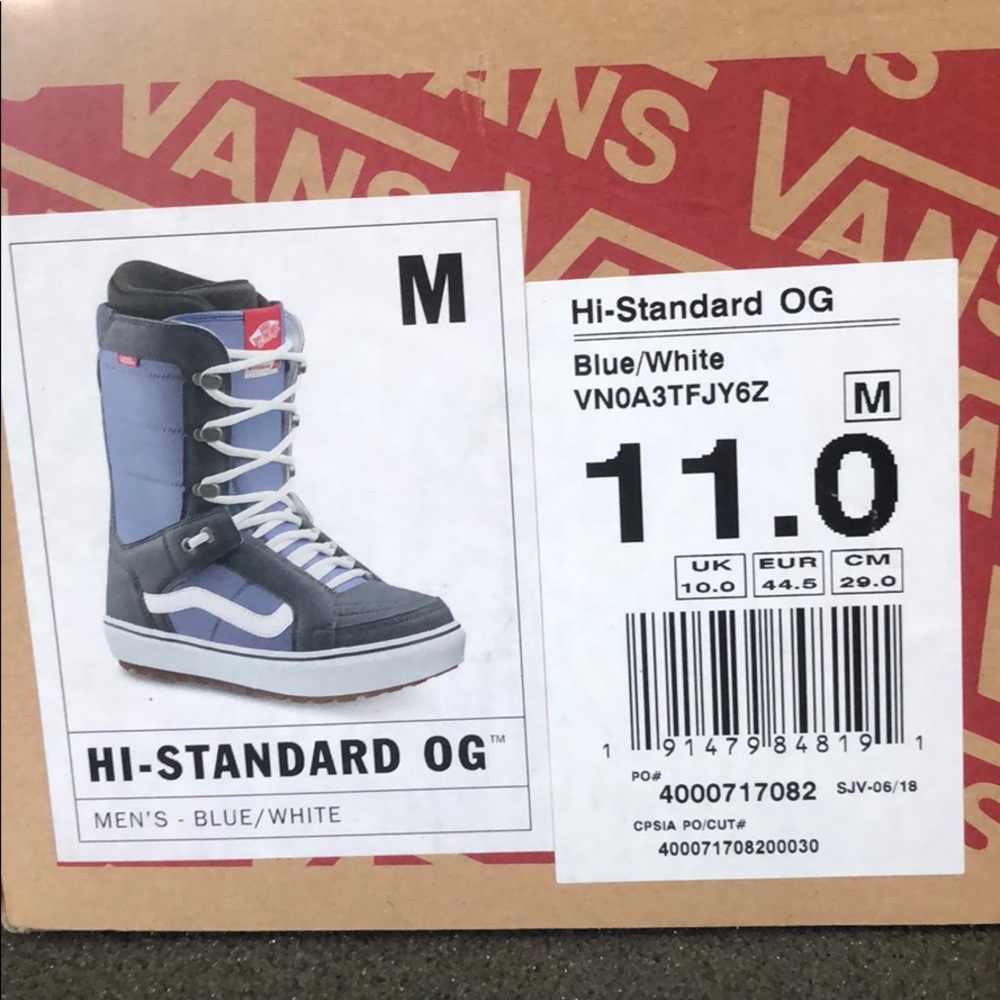 VANS
VANS
VANS
M
HI-STANDARD OG™
MEN'S - BLUE/WHITE
Hi-Standard OG
Blue/White
VN0A3TFJY6Z
M
11.0
UK EUR CM
10.0 44.5 29.0
1 91479 84819 1
PO# 4000717082 SJV-06/18
CPSIA PO/CUT#
400071708200030